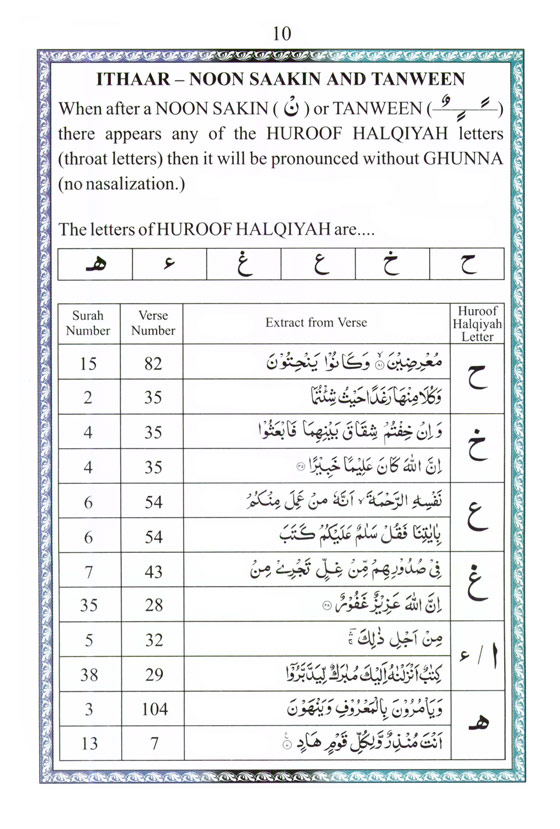 10
ITHAAR – NOON SAAKIN AND TANWEEN
When after a NOON SAKIN ( نْ ) or TANWEEN ( ـًـٍـٌ )
there appears any of the HUROOF HALQIYAH letters
(throat letters) then it will be pronounced without GHUNNA
(no nasalization.)
The letters of HUROOF HALQIYAH are....
ح خ ع غ ء هـ
Surah Number Verse Number Extract from Verse Huroof Halqiyah Letter
15 82 مُعْرِضِيْنَ ۙ وَكَانُوْا يَنْحِتُوْنَ ح
2 35 وَكُلَا مِنْهَا رَغَدًا حَيْثُ شِئْتُمَا
4 35 وَاِنْ خِفْتُمْ شِقَاقَ بَيْنِهِمَا فَابْعَثُوْا خ
4 35 اِنَّ اللّٰهَ كَانَ عَلِيْمًا خَبِيْرًا ۳۵
6 54 نَفْسِهِ الرَّحْمَةَ ۙ اَنَّهٗ مَنْ عَمِلَ مِنْكُمْ ع
6 54 بِاٰيٰتِنَا فَقُلْ سَلٰمٌ عَلَيْكُمْ كَتَبَ
7 43 فِيْ صُدُوْرِهِمْ مِّنْ غِلٍّ تَجْرِيْ مِنْ غ
35 28 اِنَّ اللّٰهَ عَزِيْزٌ غَفُوْرٌ ۲۸
5 32 مِنْ اَجْلِ ذٰلِكَ ا / ء
38 29 كِتٰبٌ اَنْزَلْنٰهُ اِلَيْكَ مُبٰرَكٌ لِّيَدَّبَّرُوْٓا
3 104 وَيَاْمُرُوْنَ بِالْمَعْرُوْفِ وَيَنْهَوْنَ هـ
13 7 اَنْتَ مُنْذِرٌ وَّلِكُلِّ قَوْمٍ هَادٍ